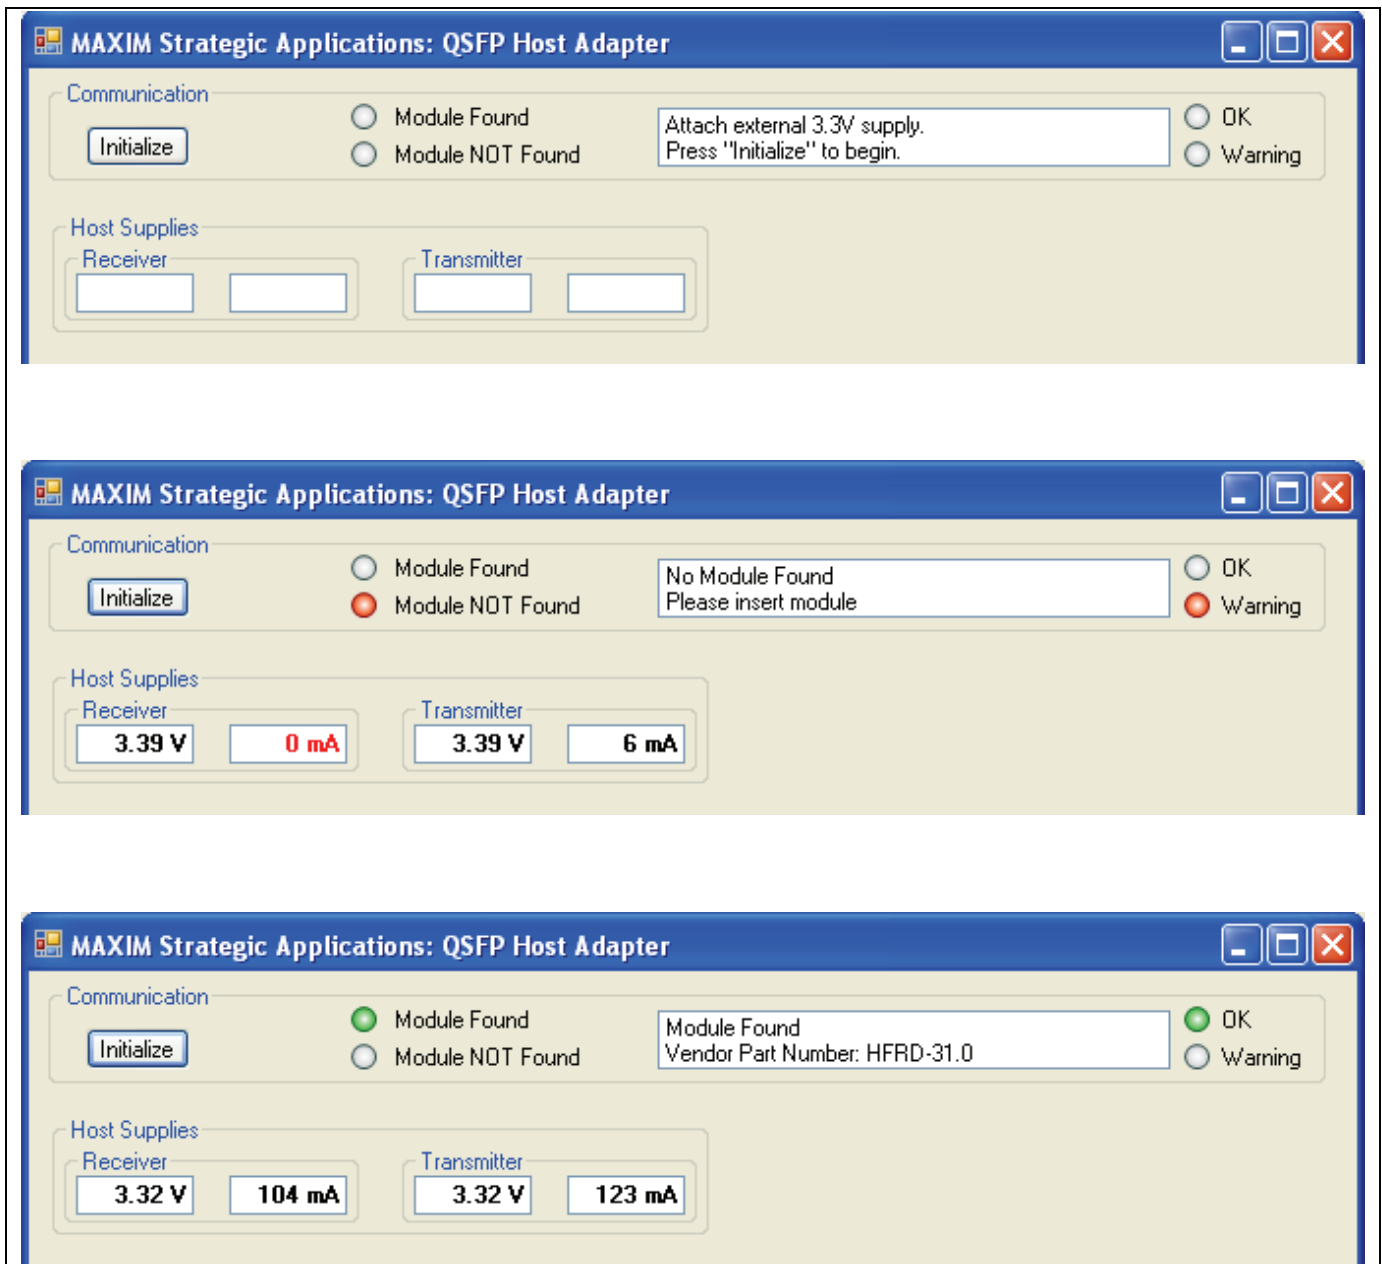 MAXIM Strategic Applications: QSFP Host Adapter
Communication
Initialize
Module Found
Module NOT Found
Attach external 3.3V supply.
Press "Initialize" to begin.
OK
Warning
Host Supplies
Receiver
Transmitter
MAXIM Strategic Applications: QSFP Host Adapter
Communication
Initialize
Module Found
Module NOT Found
No Module Found
Please insert module
OK
Warning
Host Supplies
Receiver
3.39 V
0 mA
Transmitter
3.39 V
6 mA
MAXIM Strategic Applications: QSFP Host Adapter
Communication
Initialize
Module Found
Module NOT Found
Module Found
Vendor Part Number: HFRD-31.0
OK
Warning
Host Supplies
Receiver
3.32 V
104 mA
Transmitter
3.32 V
123 mA